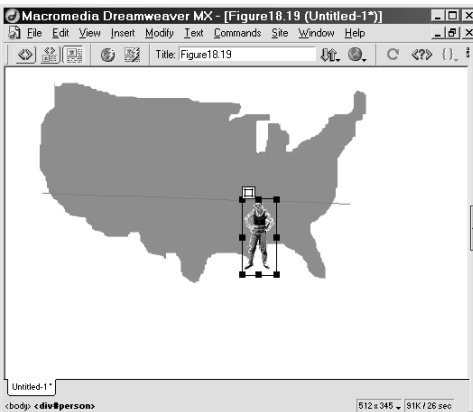 Macromedia Dreamweaver MX - [Figure18.19 (Untitled-1*)]
File Edit View Insert Modify Text Commands Site Window Help
Title: Figure18.19
Untitled-1*
<body> <div#person>
512 x 345 91K / 26 sec